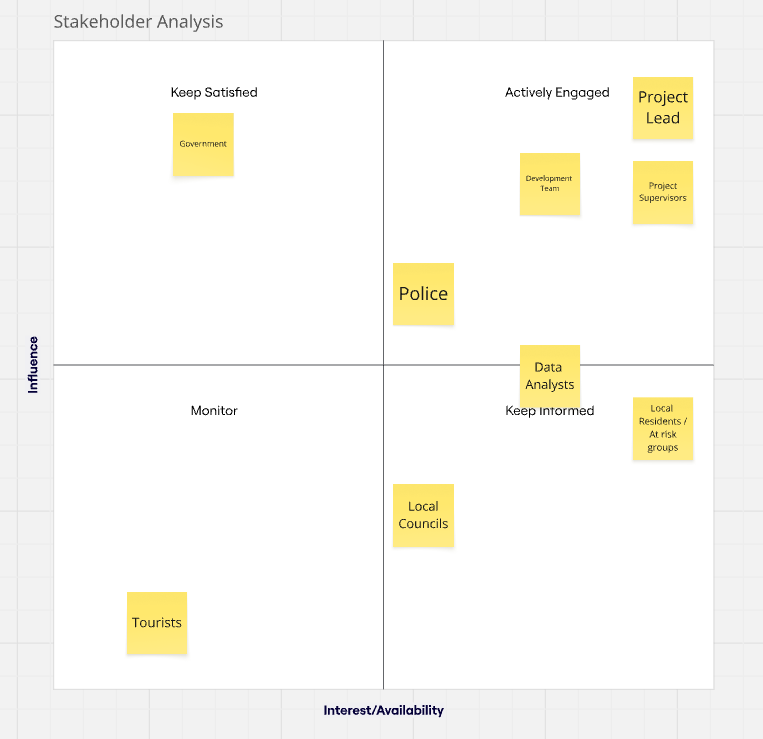 Stakeholder Analysis
Keep Satisfied
Government
Actively Engaged
Project
Lead
Development
Team
Project
Supervisors
Police
Data
Analysts
Influence
Monitor
Keep Informed
Local
Residents /
At risk
groups
Local
Councils
Tourists
Interest/Availability